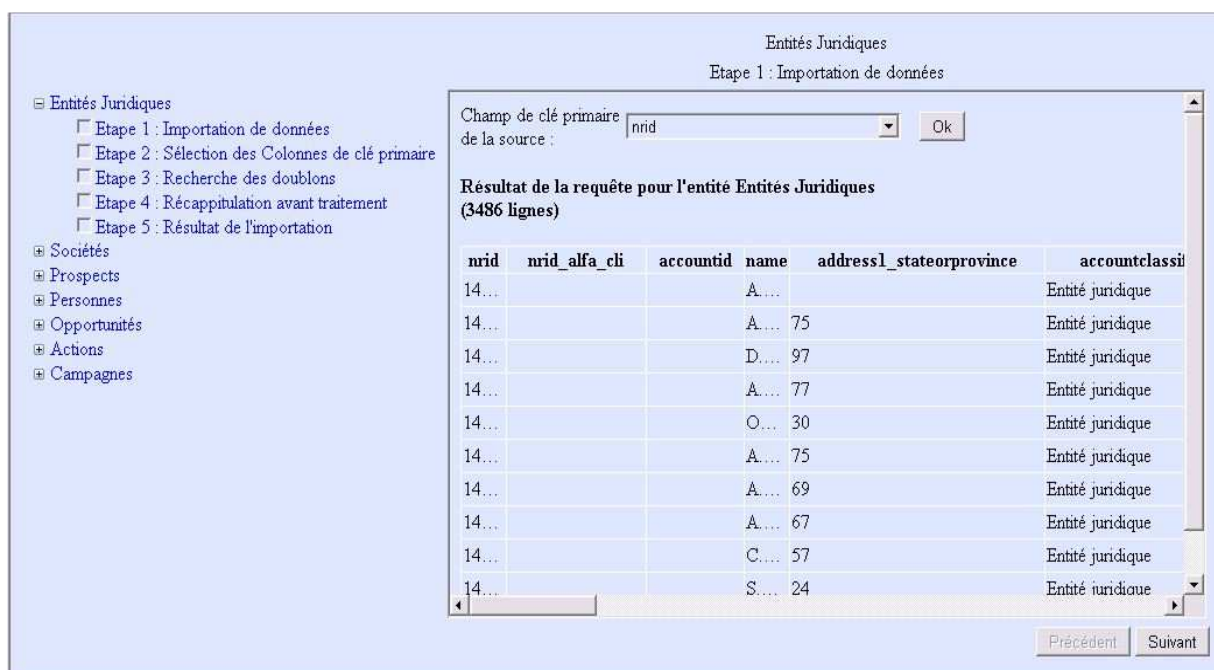 Entités Juridiques
Etape 1 : Importation de données
Entités Juridiques
Etape 1 : Importation de données
Etape 2 : Sélection des Colonnes de clé primaire
Etape 3 : Recherche des doublons
Etape 4 : Récappitulation avant traitement
Etape 5 : Résultat de l'importation
Sociétés
Prospects
Personnes
Opportunités
Actions
Campagnes
Champ de clé primaire
de la source :
nrid
Ok
Résultat de la requête pour l'entité Entités Juridiques
(3486 lignes)
nrid nrid_alfa_cli accountid name address1_stateorprovince accountclassif
14... A.... Entité juridique
14... A.... 75 Entité juridique
14... D.... 97 Entité juridique
14... A.... 77 Entité juridique
14... O... 30 Entité juridique
14... A.... 75 Entité juridique
14... A.... 69 Entité juridique
14... A.... 67 Entité juridique
14... C.... 57 Entité juridique
14... S.... 24 Entité juridique
Précédent Suivant